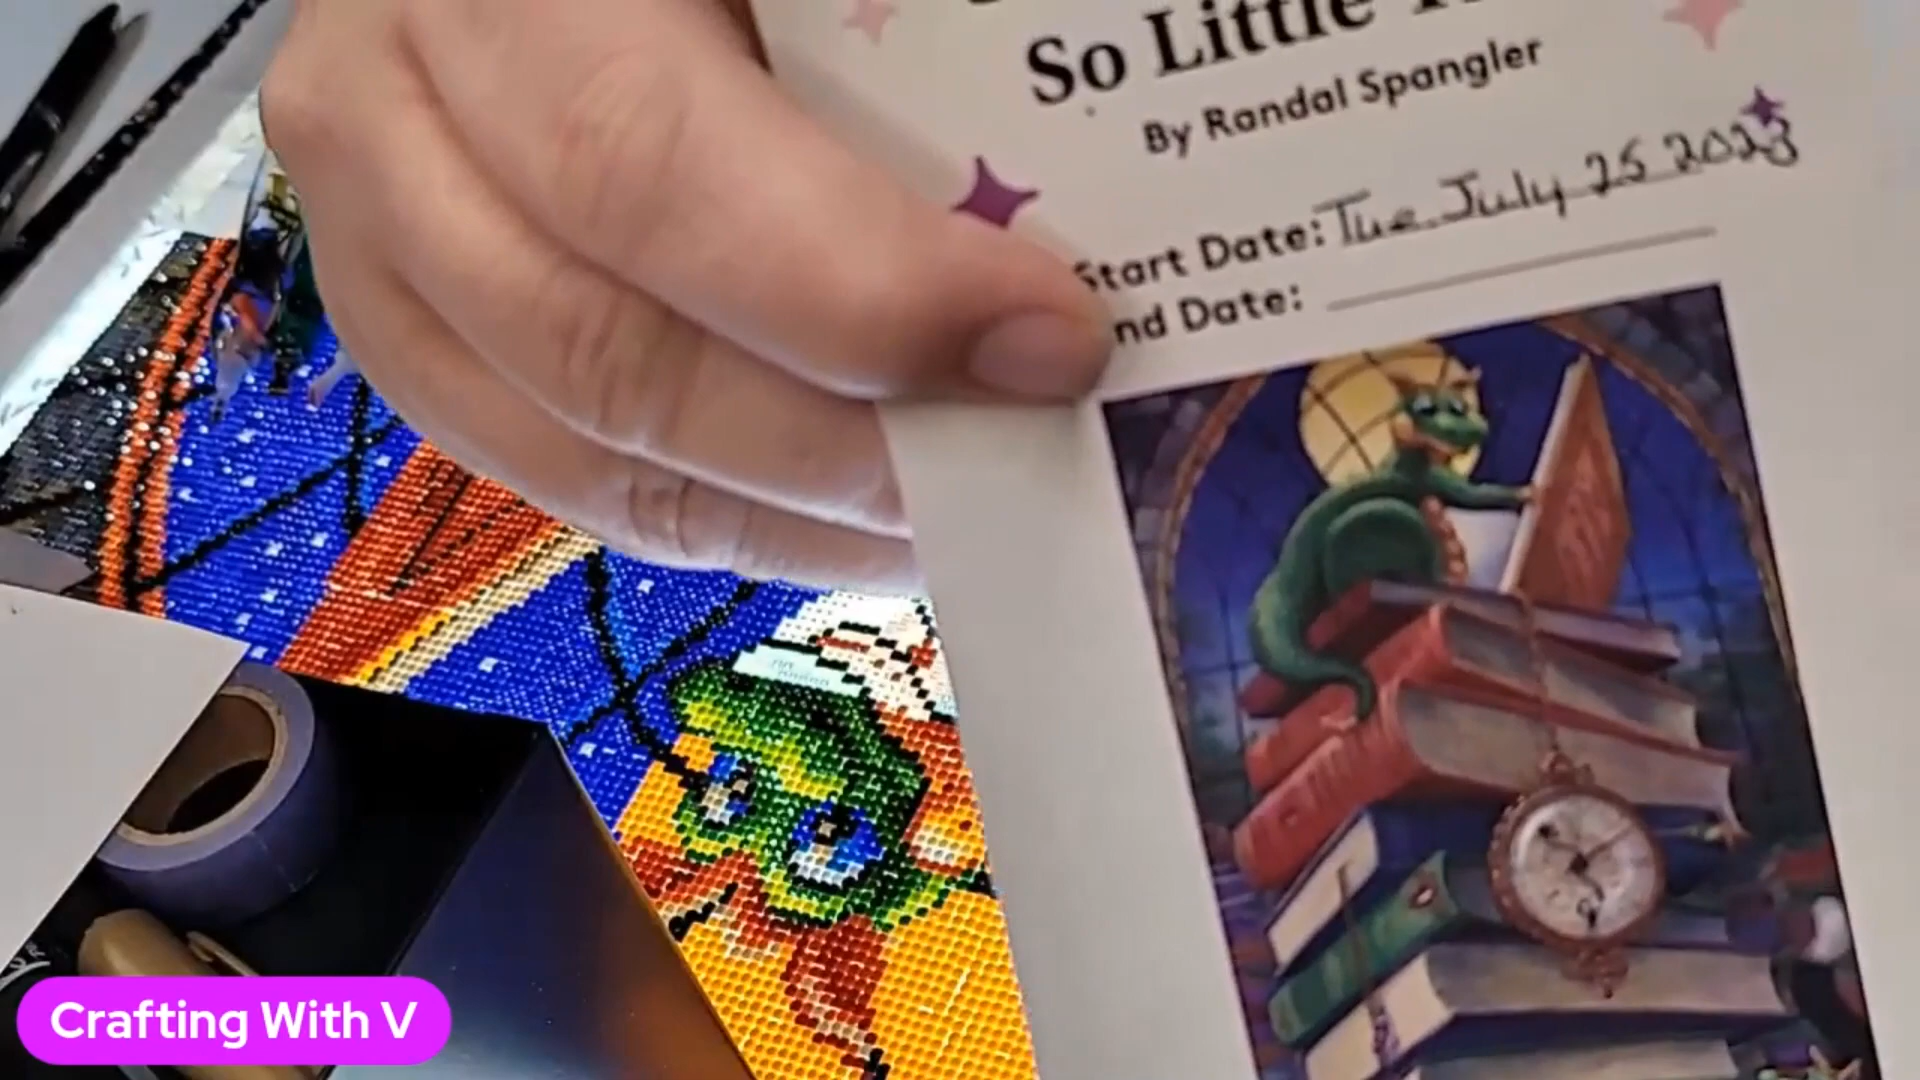 So Little
By Randal Spangler
Start Date: Tue July 25 2023
nd Date:
Crafting With V